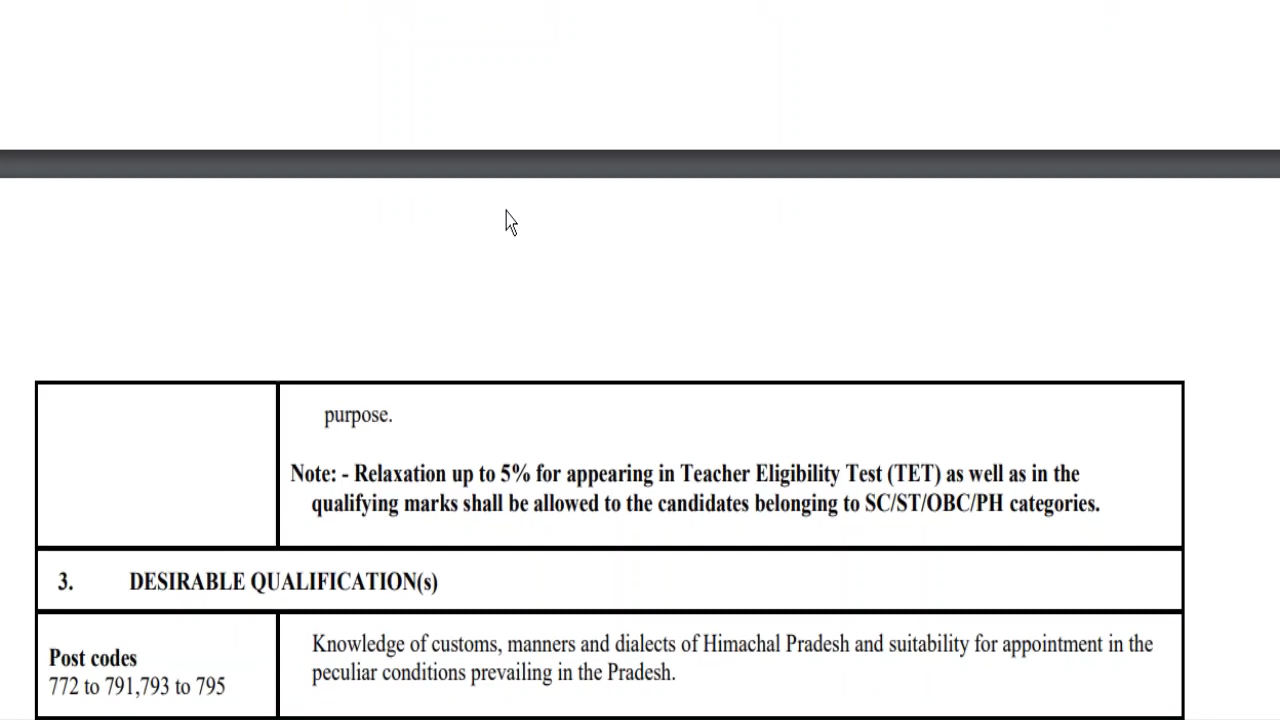 purpose.
Note: - Relaxation up to 5% for appearing in Teacher Eligibility Test (TET) as well as in the
qualifying marks shall be allowed to the candidates belonging to SC/ST/OBC/PH categories.
3. DESIRABLE QUALIFICATION(s)
Post codes
772 to 791,793 to 795
Knowledge of customs, manners and dialects of Himachal Pradesh and suitability for appointment in the
peculiar conditions prevailing in the Pradesh.